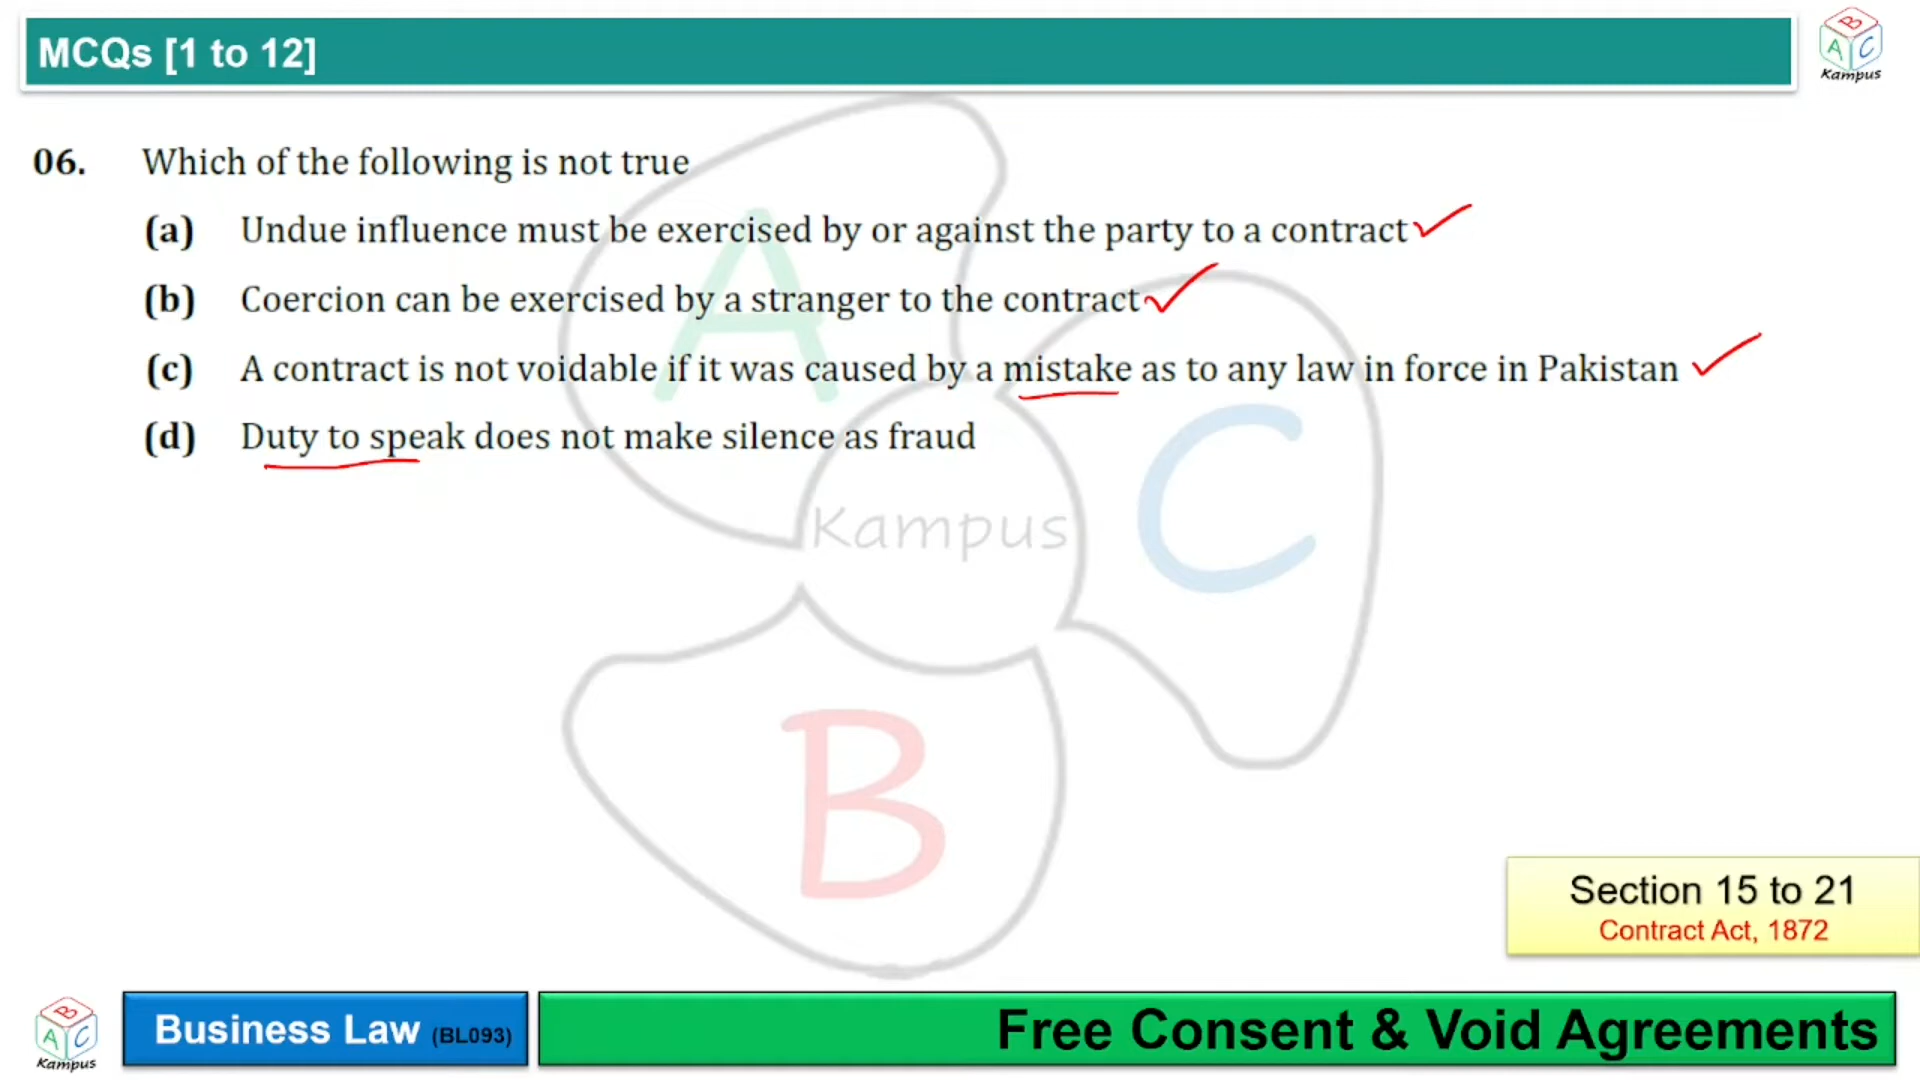 MCQs [1 to 12]
B
A C
Kampus
06. Which of the following is not true
(a) Undue influence must be exercised by or against the party to a contract
(b) Coercion can be exercised by a stranger to the contract
(c) A contract is not voidable if it was caused by a mistake as to any law in force in Pakistan
(d) Duty to speak does not make silence as fraud
A
C
Kampus
B
Section 15 to 21
Contract Act, 1872
B
A C
Kampus
Business Law (BL093)
Free Consent & Void Agreements